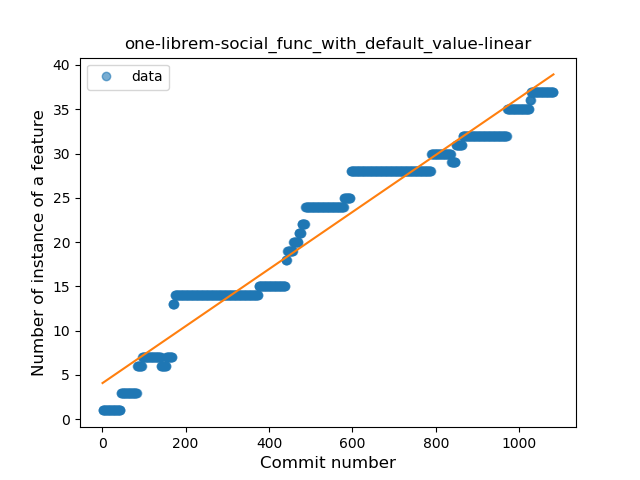 one-librem-social_func_with_default_value-linear
data
Number of instance of a feature
40
35
30
25
20
15
10
5
0
0 200 400 600 800 1000
Commit number